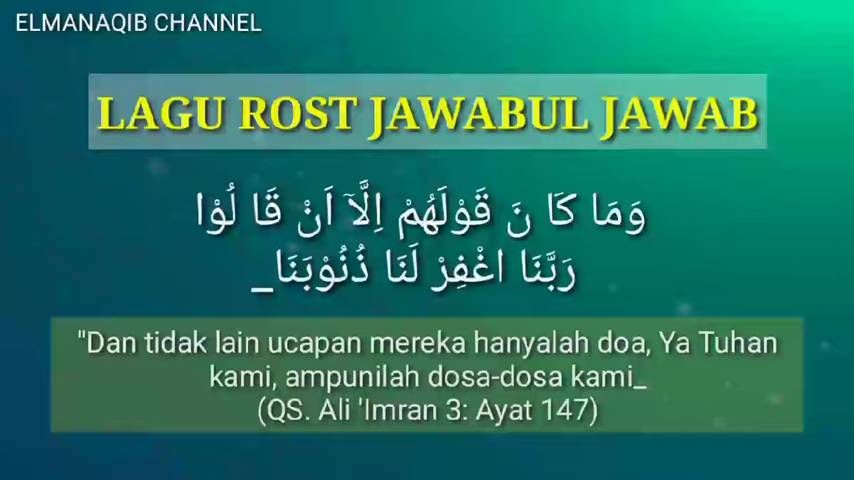 ELMANAQIB CHANNEL
LAGU ROST JAWABUL JAWAB
وَمَا كَا نَ قَوْلَهُمْ اِلَّاۤ اَنْ قَا لُوْا
رَبَّنَا اغْفِرْ لَنَا ذُنُوْبَنَا_
"Dan tidak lain ucapan mereka hanyalah doa, Ya Tuhan
kami, ampunilah dosa-dosa kami_
(QS. Ali 'Imran 3: Ayat 147)